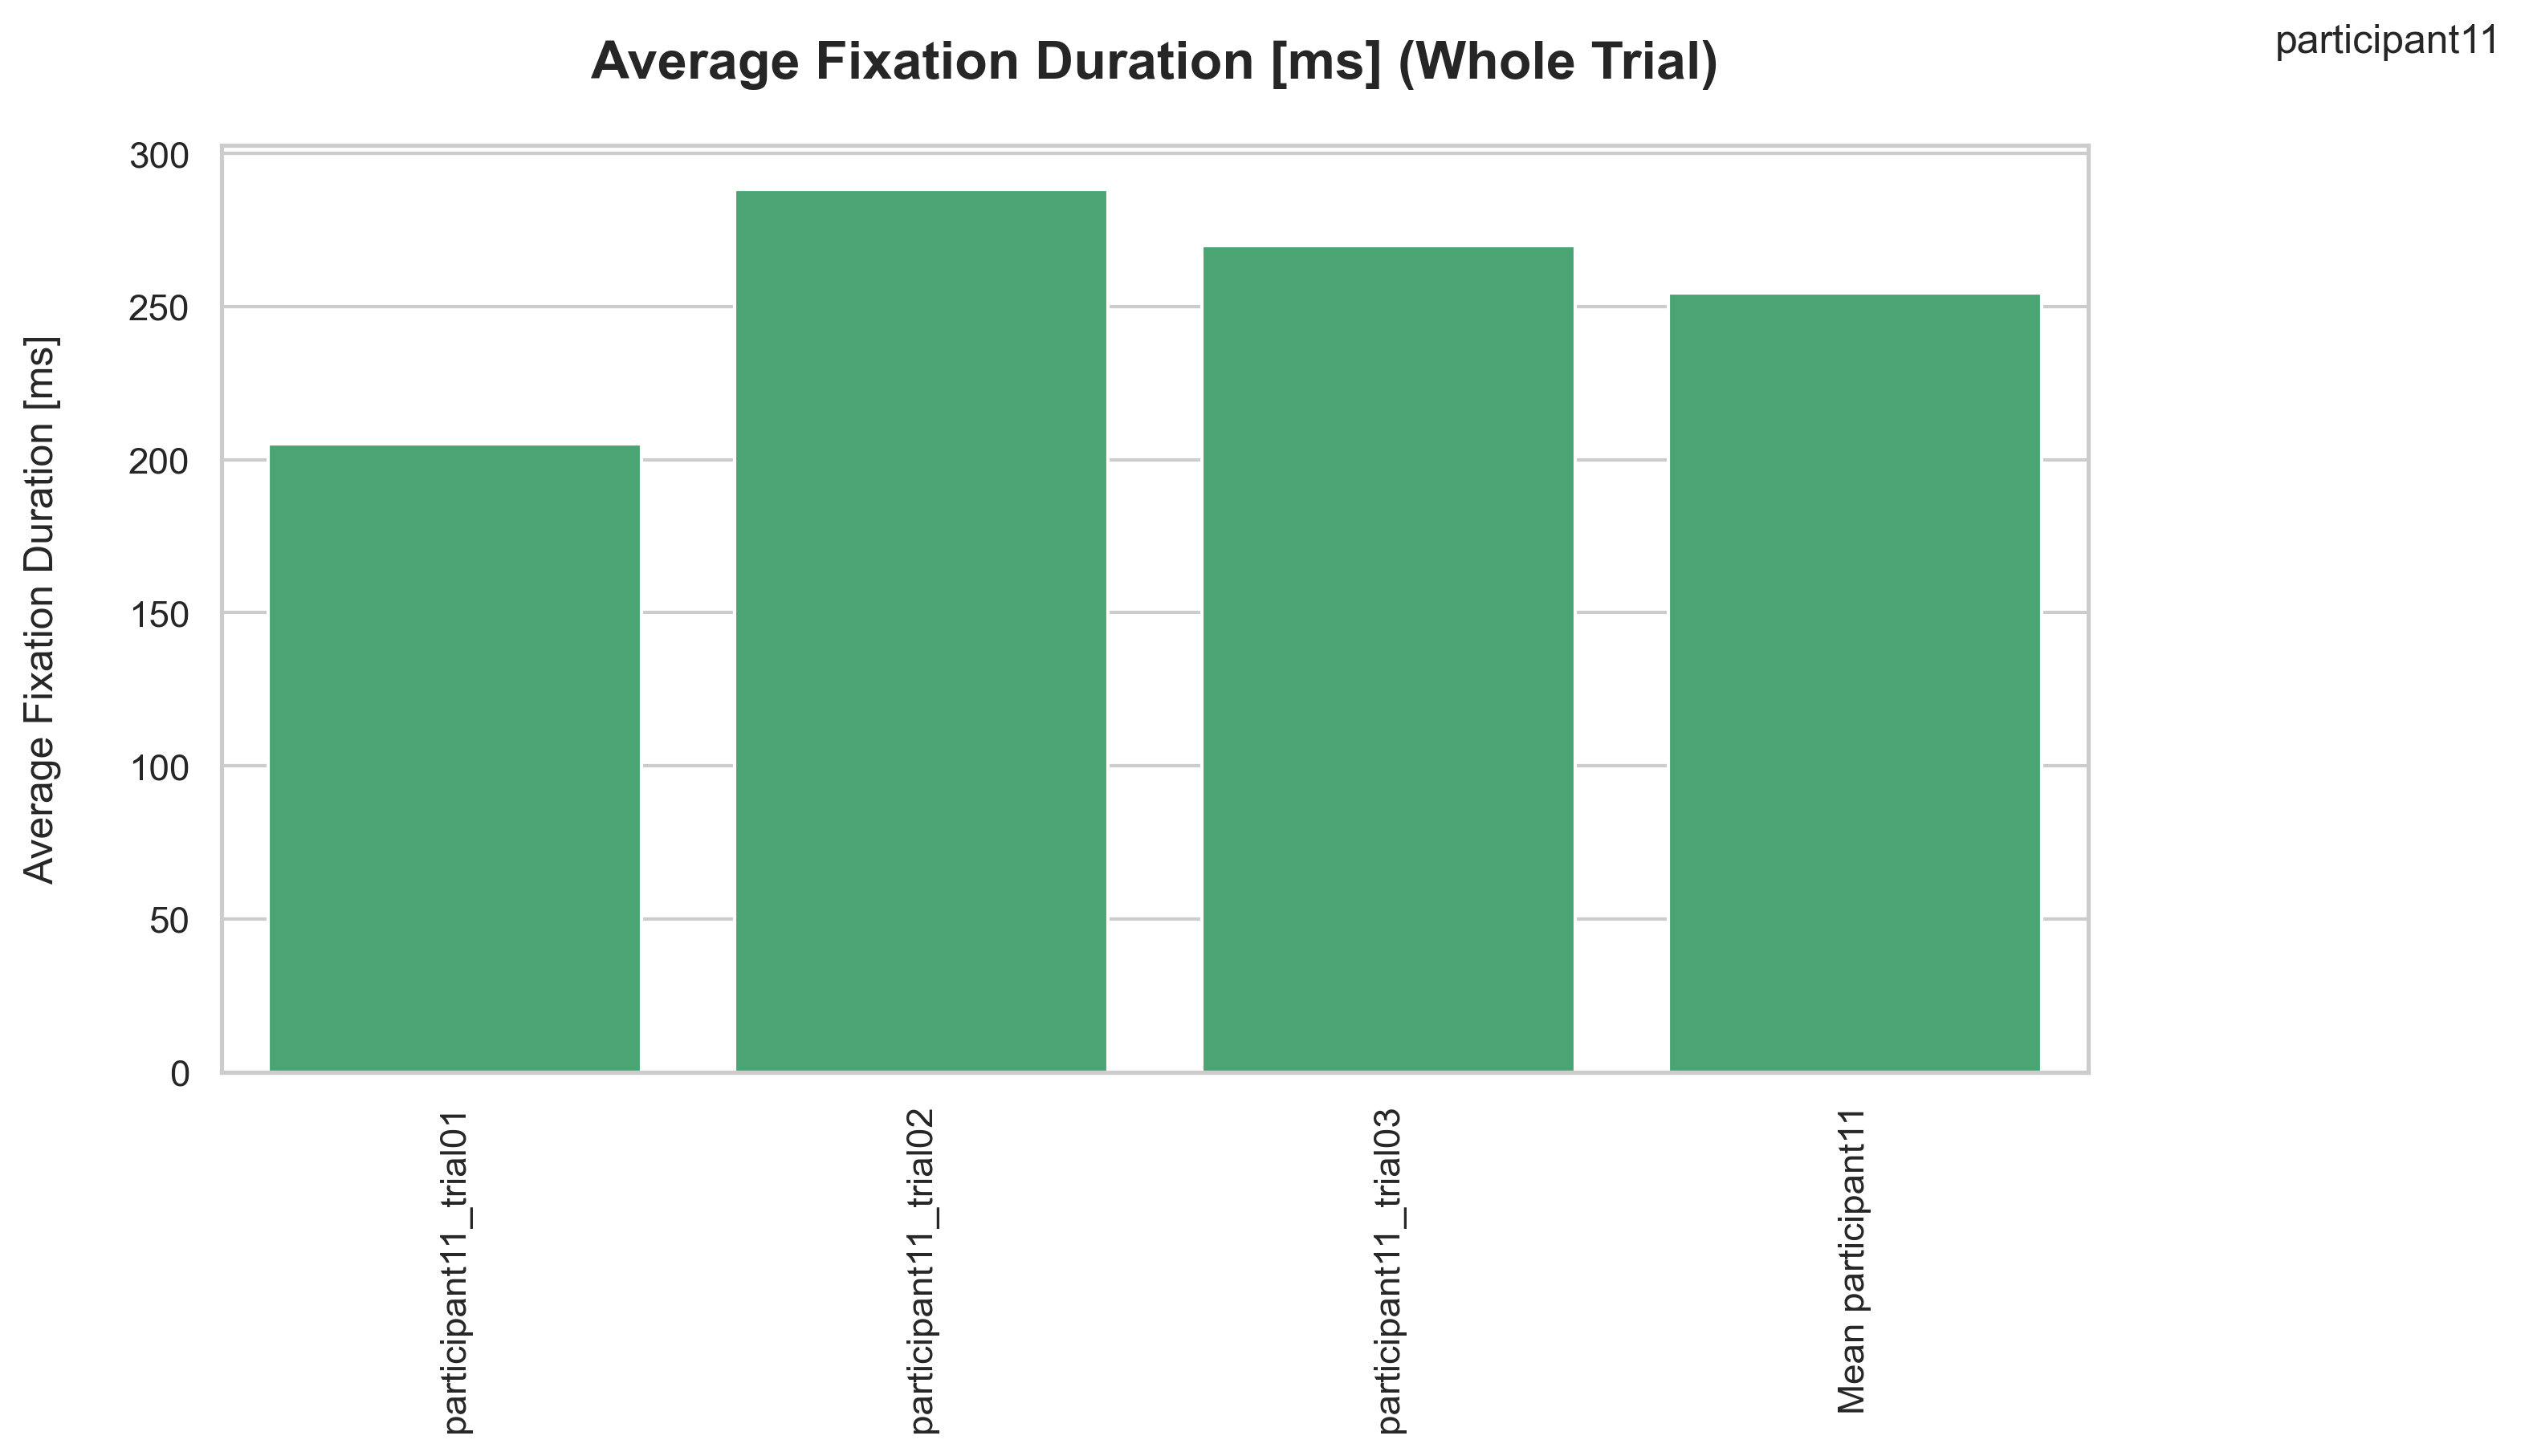 participant11
Average Fixation Duration [ms] (Whole Trial)
Average Fixation Duration [ms]
300
250
200
150
100
50
0
participant11_trial01
participant11_trial02
participant11_trial03
Mean participant11